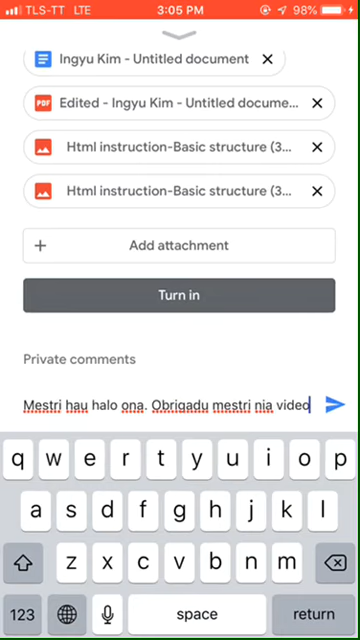 TLS-TT LTE 3:05 PM 98%
Ingyu Kim - Untitled document
PDF Edited - Ingyu Kim - Untitled docume...
Html instruction-Basic structure (3...
Html instruction-Basic structure (3...
+ Add attachment
Turn in
Private comments
Mestri hau halo ona. Obrigadu mestri nia video
q w e r t y u i o p
a s d f g h j k l
z x c v b n m
123 space return